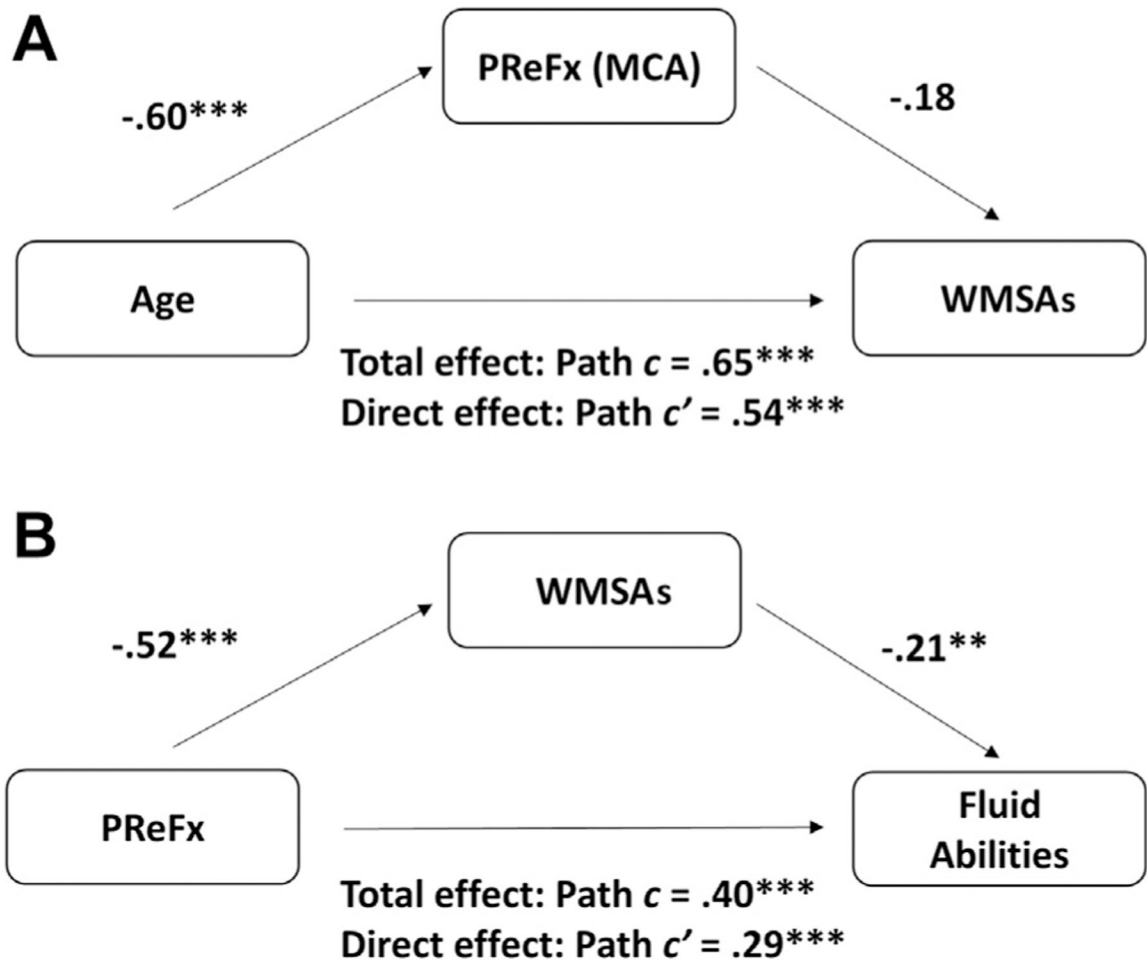 A
PReFx (MCA)
-.60***
-.18
Age
WMSAs
Total effect: Path c = .65***
Direct effect: Path c’ = .54***
B
WMSAs
-.52***
-.21**
PReFx
Fluid
Abilities
Total effect: Path c = .40***
Direct effect: Path c’ = .29***